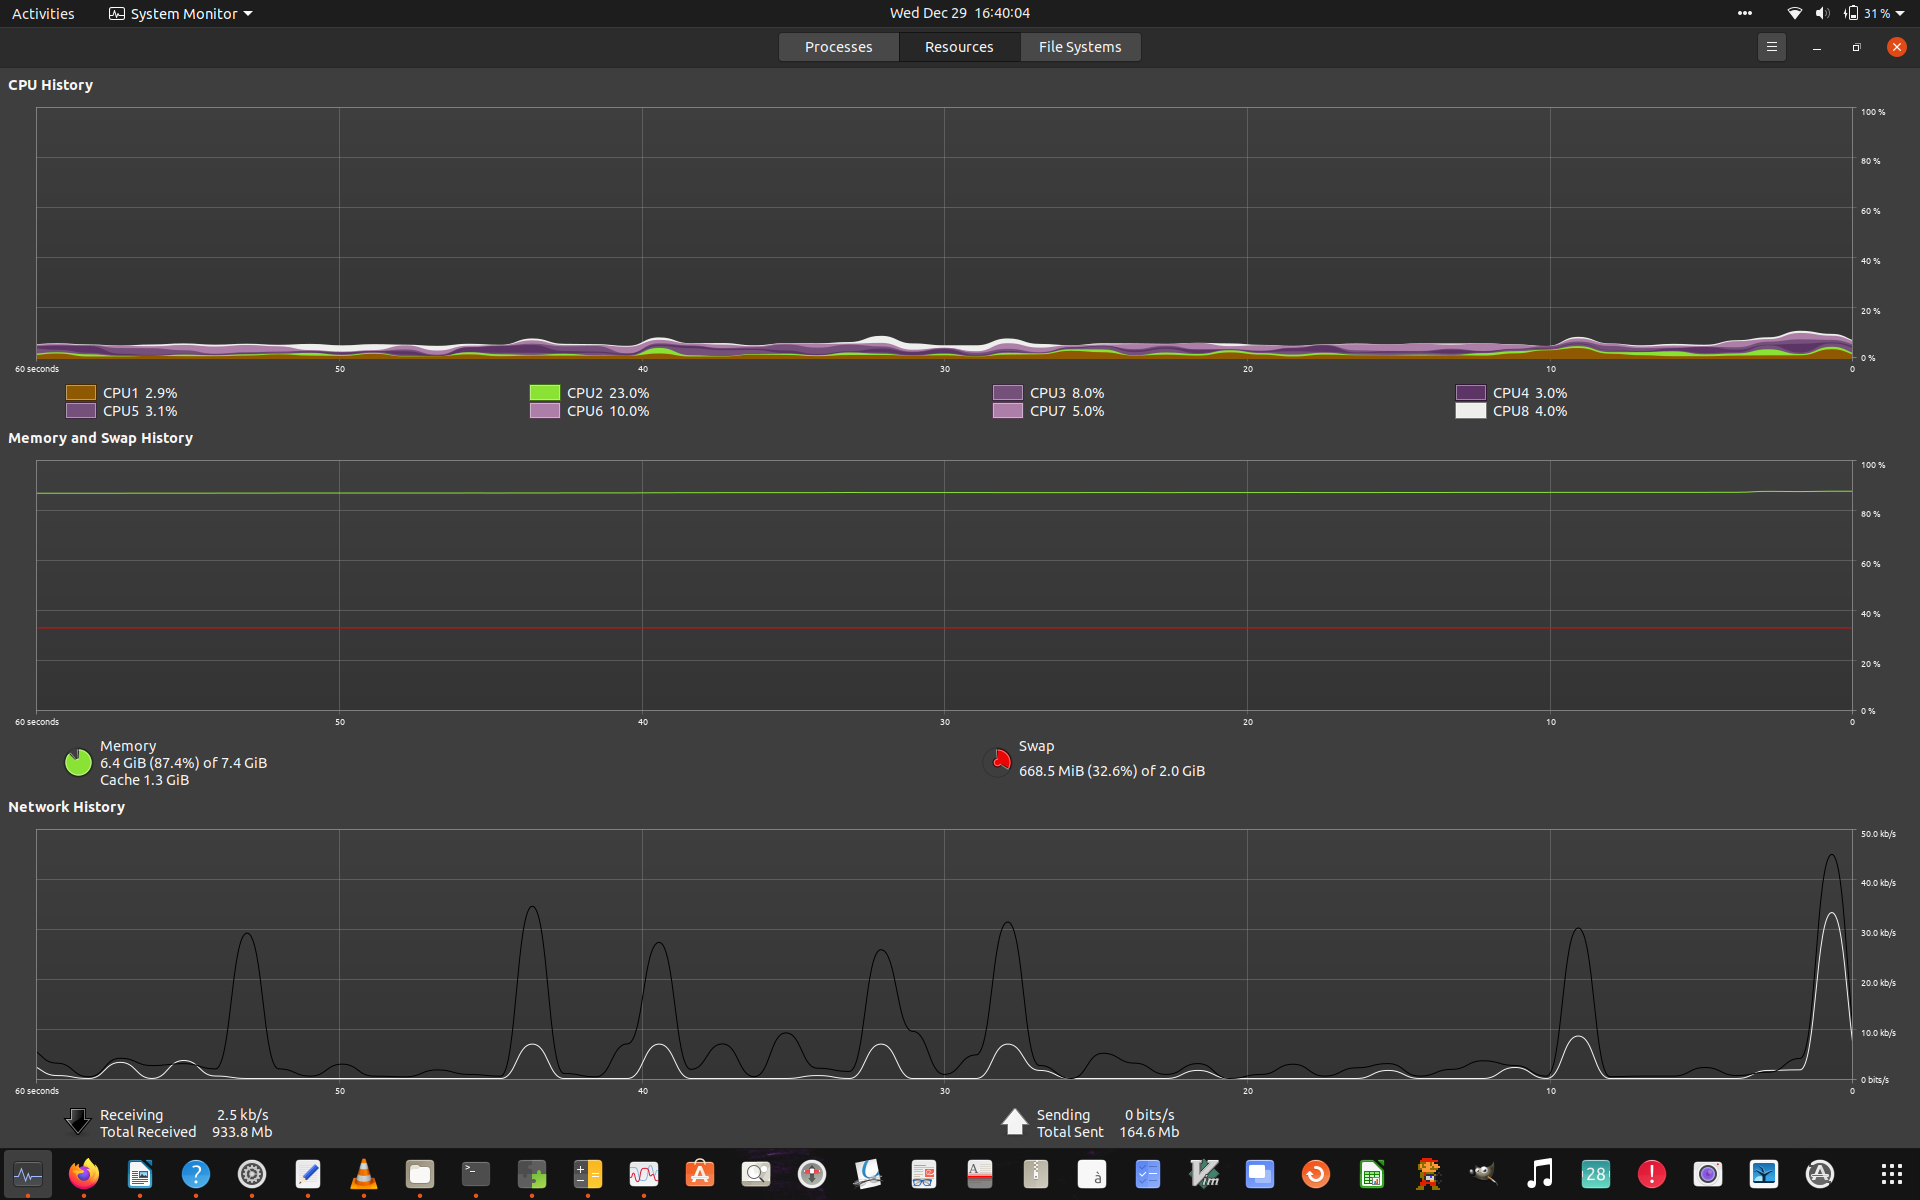 Activities System Monitor Wed Dec 29 16:40:04 31 %
Processes Resources File Systems
CPU History
100 %
80 %
60 %
40 %
20 %
0 %
60 seconds 50 40 30 20 10 0
CPU1 2.9% CPU2 23.0% CPU3 8.0% CPU4 3.0%
CPU5 3.1% CPU6 10.0% CPU7 5.0% CPU8 4.0%
Memory and Swap History
100 %
80 %
60 %
40 %
20 %
0 %
60 seconds 50 40 30 20 10 0
Memory
6.4 GiB (87.4%) of 7.4 GiB
Cache 1.3 GiB
Swap
668.5 MiB (32.6%) of 2.0 GiB
Network History
50.0 kb/s
40.0 kb/s
30.0 kb/s
20.0 kb/s
10.0 kb/s
0 bits/s
60 seconds 50 40 30 20 10 0
Receiving 2.5 kb/s
Total Received 933.8 Mb
Sending 0 bits/s
Total Sent 164.6 Mb
28